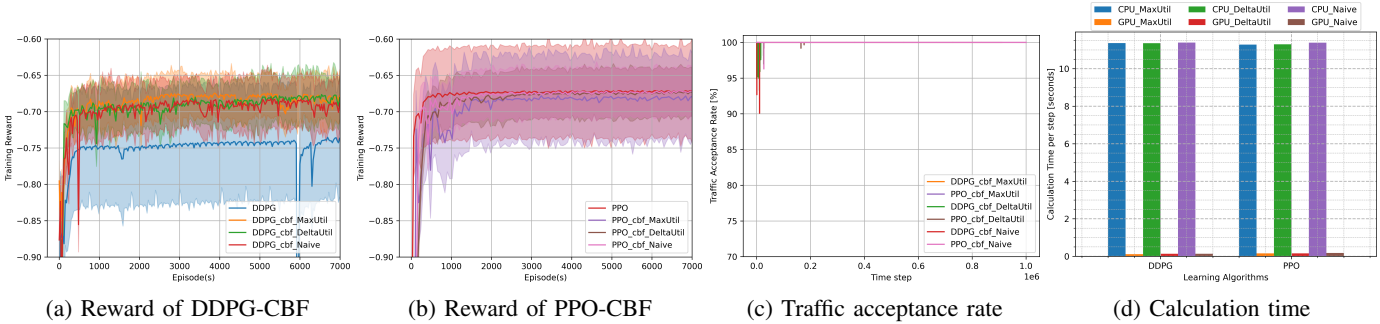 −0.60
−0.65
−0.70
−0.75
−0.80
−0.85
−0.90
Training Reward
0 1000 2000 3000 4000 5000 6000 7000
Episode(s)
DDPG
DDPG_cbf_MaxUtil
DDPG_cbf_DeltaUtil
DDPG_cbf_Naive
(a) Reward of DDPG-CBF
−0.60
−0.65
−0.70
−0.75
−0.80
−0.85
−0.90
Training Reward
0 1000 2000 3000 4000 5000 6000 7000
Episode(s)
PPO
PPO_cbf_MaxUtil
PPO_cbf_DeltaUtil
PPO_cbf_Naive
(b) Reward of PPO-CBF
100
95
90
85
80
75
70
Traffic Acceptance Rate [%]
0.0 0.2 0.4 0.6 0.8 1.0
1e6
Time step
DDPG_cbf_MaxUtil
PPO_cbf_MaxUtil
DDPG_cbf_DeltaUtil
PPO_cbf_DeltaUtil
DDPG_cbf_Naive
PPO_cbf_Naive
(c) Traffic acceptance rate
CPU_MaxUtil CPU_DeltaUtil CPU_Naive
GPU_MaxUtil GPU_DeltaUtil GPU_Naive
10
8
6
4
2
0
Calculation Time per step [seconds]
DDPG PPO
Learning Algorithms
(d) Calculation time